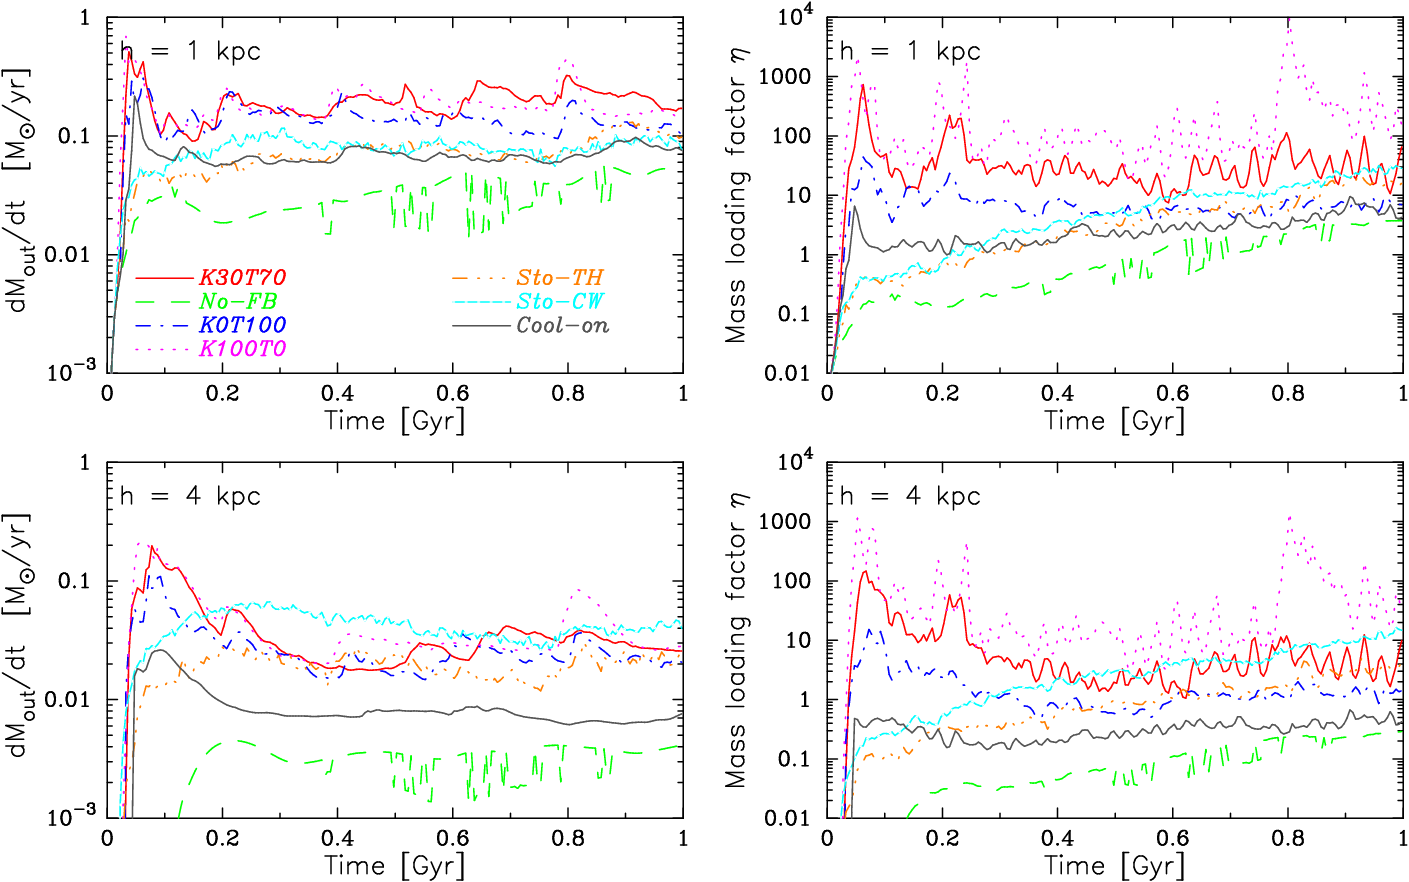 h = 1 kpc
dM_out/dt [M⊙/yr]
1
0.1
0.01
10⁻³
K30T70
No-FB
K0T100
K100T0
Sto-TH
Sto-CW
Cool-on
0 0.2 0.4 0.6 0.8 1
Time [Gyr]
h = 1 kpc
Mass loading factor η
10⁴
1000
100
10
1
0.1
0.01
0 0.2 0.4 0.6 0.8 1
Time [Gyr]
h = 4 kpc
dM_out/dt [M⊙/yr]
1
0.1
0.01
10⁻³
0 0.2 0.4 0.6 0.8 1
Time [Gyr]
h = 4 kpc
Mass loading factor η
10⁴
1000
100
10
1
0.1
0.01
0 0.2 0.4 0.6 0.8 1
Time [Gyr]